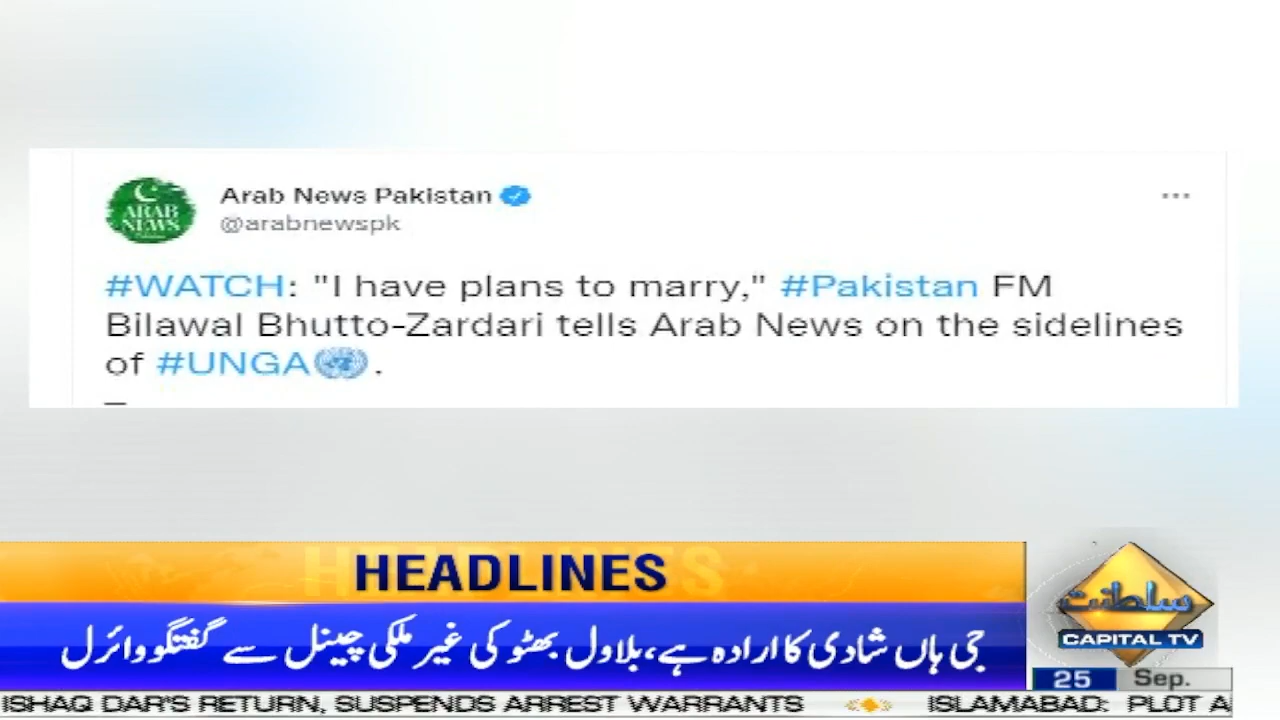 Arab News Pakistan
ARAB
NEWS
@arabnewspk
#WATCH: "I have plans to marry," #Pakistan FM
Bilawal Bhutto-Zardari tells Arab News on the sidelines
of #UNGA.
HEADLINES
جی ہاں شادی کا ارادہ ہے، بلاول بھٹو کی غیر ملکی چینل سے گفتگو وائرل
سلطنت
CAPITAL TV
25 Sep.
ISHAQ DAR'S RETURN, SUSPENDS ARREST WARRANTS ISLAMABAD: PLOT A